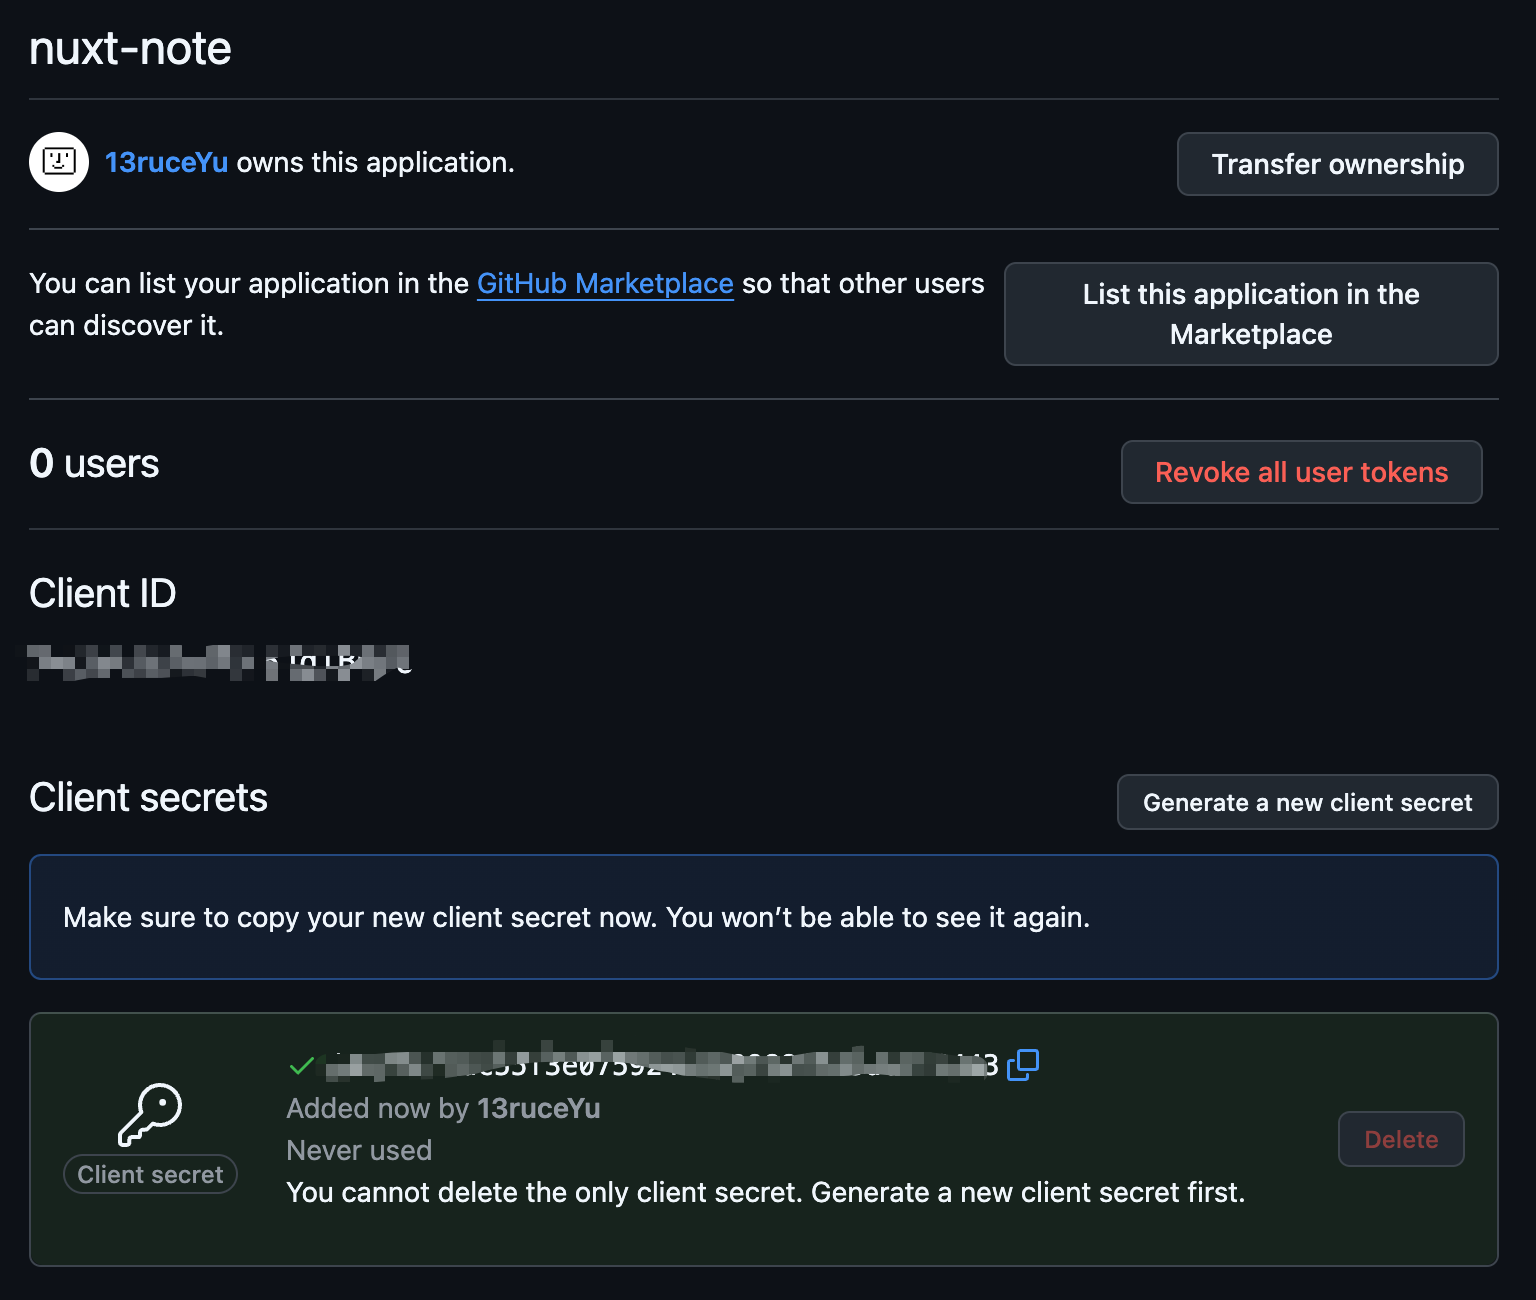 nuxt-note
13ruceYu owns this application.
Transfer ownership
You can list your application in the GitHub Marketplace so that other users
can discover it.
List this application in the
Marketplace
0 users
Revoke all user tokens
Client ID
Client secrets
Generate a new client secret
Make sure to copy your new client secret now. You won’t be able to see it again.
Added now by 13ruceYu
Never used
Client secret
You cannot delete the only client secret. Generate a new client secret first.
Delete